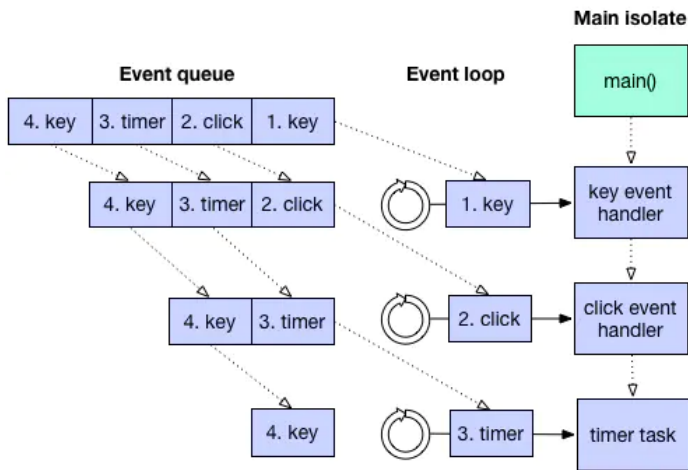 Main isolate
Event queue
Event loop
main()
4. key
3. timer
2. click
1. key
4. key
3. timer
2. click
1. key
key event
handler
4. key
3. timer
2. click
click event
handler
4. key
3. timer
timer task